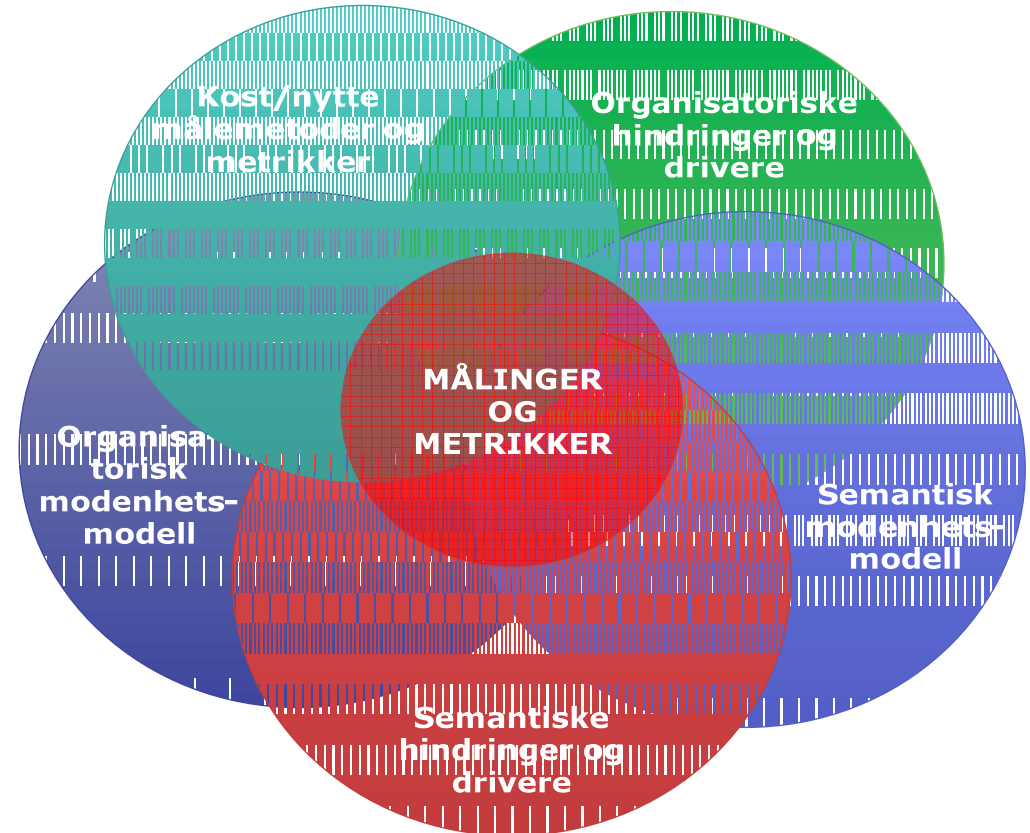 Kost/nytte
målemetoder og
metrikker
Organisatoriske
hindringer og
drivere
MÅLINGER
OG
METRIKKER
Organisa-
torisk
modenhets-
modell
Semantisk
modenhets-
modell
Semantiske
hindringer og
drivere